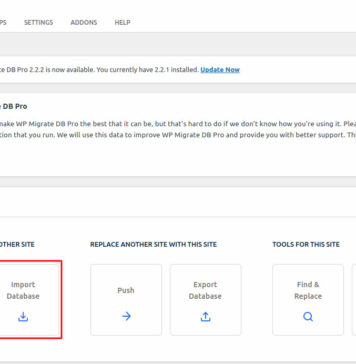 PS SETTINGS ADDONS HELP
te DB Pro 2.2.2 is now available. You currently have 2.2.1 installed. Update Now
DB Pro
make WP Migrate DB Pro the best that it can be, but that's hard to do if we don't know how you're using it. Plea
tion that you run. We will use this data to improve WP Migrate DB Pro and provide you with better support. Th
OTHER SITE REPLACE ANOTHER SITE WITH THIS SITE TOOLS FOR THIS SITE
Import
Database
Push
Export
Database
Find &
Replace